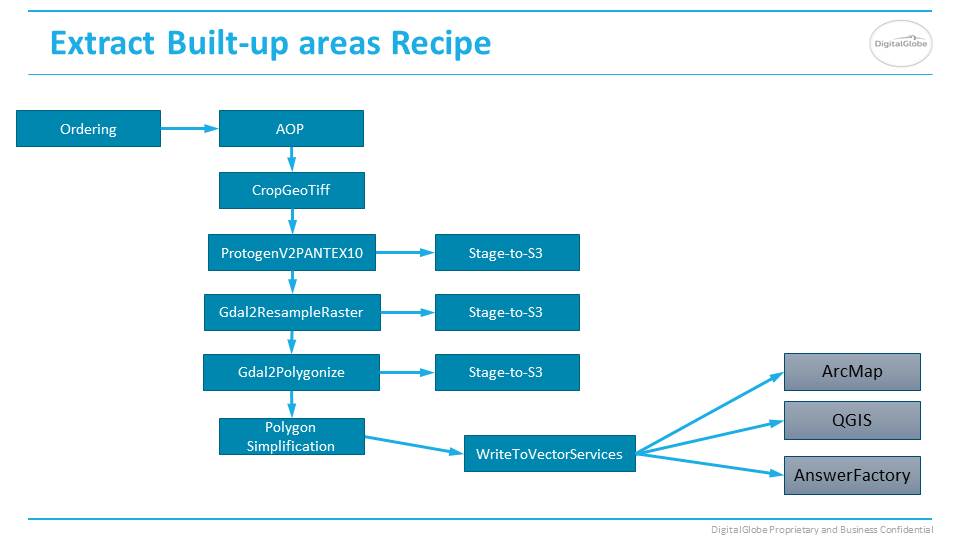 Extract Built-up areas Recipe
DigitalGlobe
Ordering
AOP
CropGeoTiff
ProtogenV2PANTEX10
Stage-to-S3
Gdal2ResampleRaster
Stage-to-S3
Gdal2Polygonize
Stage-to-S3
Polygon
Simplification
WriteToVectorServices
ArcMap
QGIS
AnswerFactory
DigitalGlobe Proprietary and Business Confidential